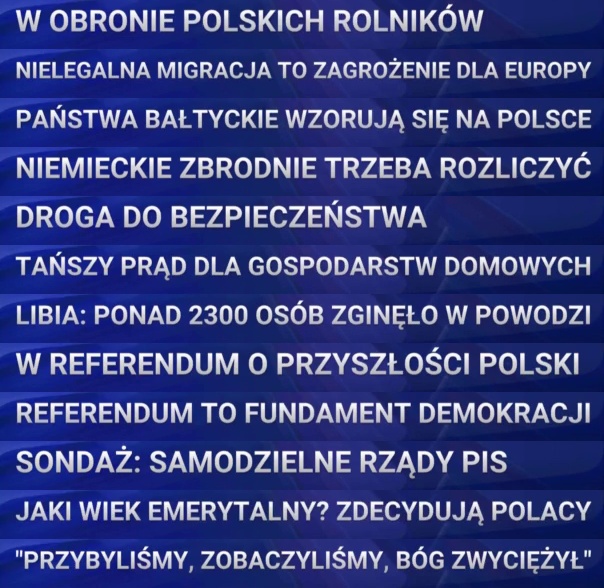 W OBRONIE POLSKICH ROLNIKÓW
NIELEGALNA MIGRACJA TO ZAGROŻENIE DLA EUROPY
PAŃSTWA BAŁTYCKIE WZORUJĄ SIĘ NA POLSCE
NIEMIECKIE ZBRODNIE TRZEBA ROZLICZYĆ
DROGA DO BEZPIECZEŃSTWA
TAŃSZY PRĄD DLA GOSPODARSTW DOMOWYCH
LIBIA: PONAD 2300 OSÓB ZGINĘŁO W POWODZI
W REFERENDUM O PRZYSZŁOŚCI POLSKI
REFERENDUM TO FUNDAMENT DEMOKRACJI
SONDAŻ: SAMODZIELNE RZĄDY PIS
JAKI WIEK EMERYTALNY? ZDECYDUJĄ POLACY
"PRZYBYLIŚMY, ZOBACZYLIŚMY, BÓG ZWYCIĘŻYŁ"